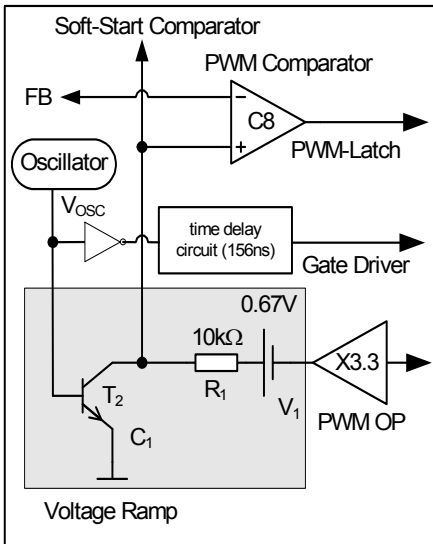 Soft-Start Comparator
PWM Comparator
FB
C8
Oscillator
PWM-Latch
VOSC
time delay
circuit (156ns)
Gate Driver
0.67V
10kΩ
X3.3
T2
R1
V1
C1
PWM OP
Voltage Ramp